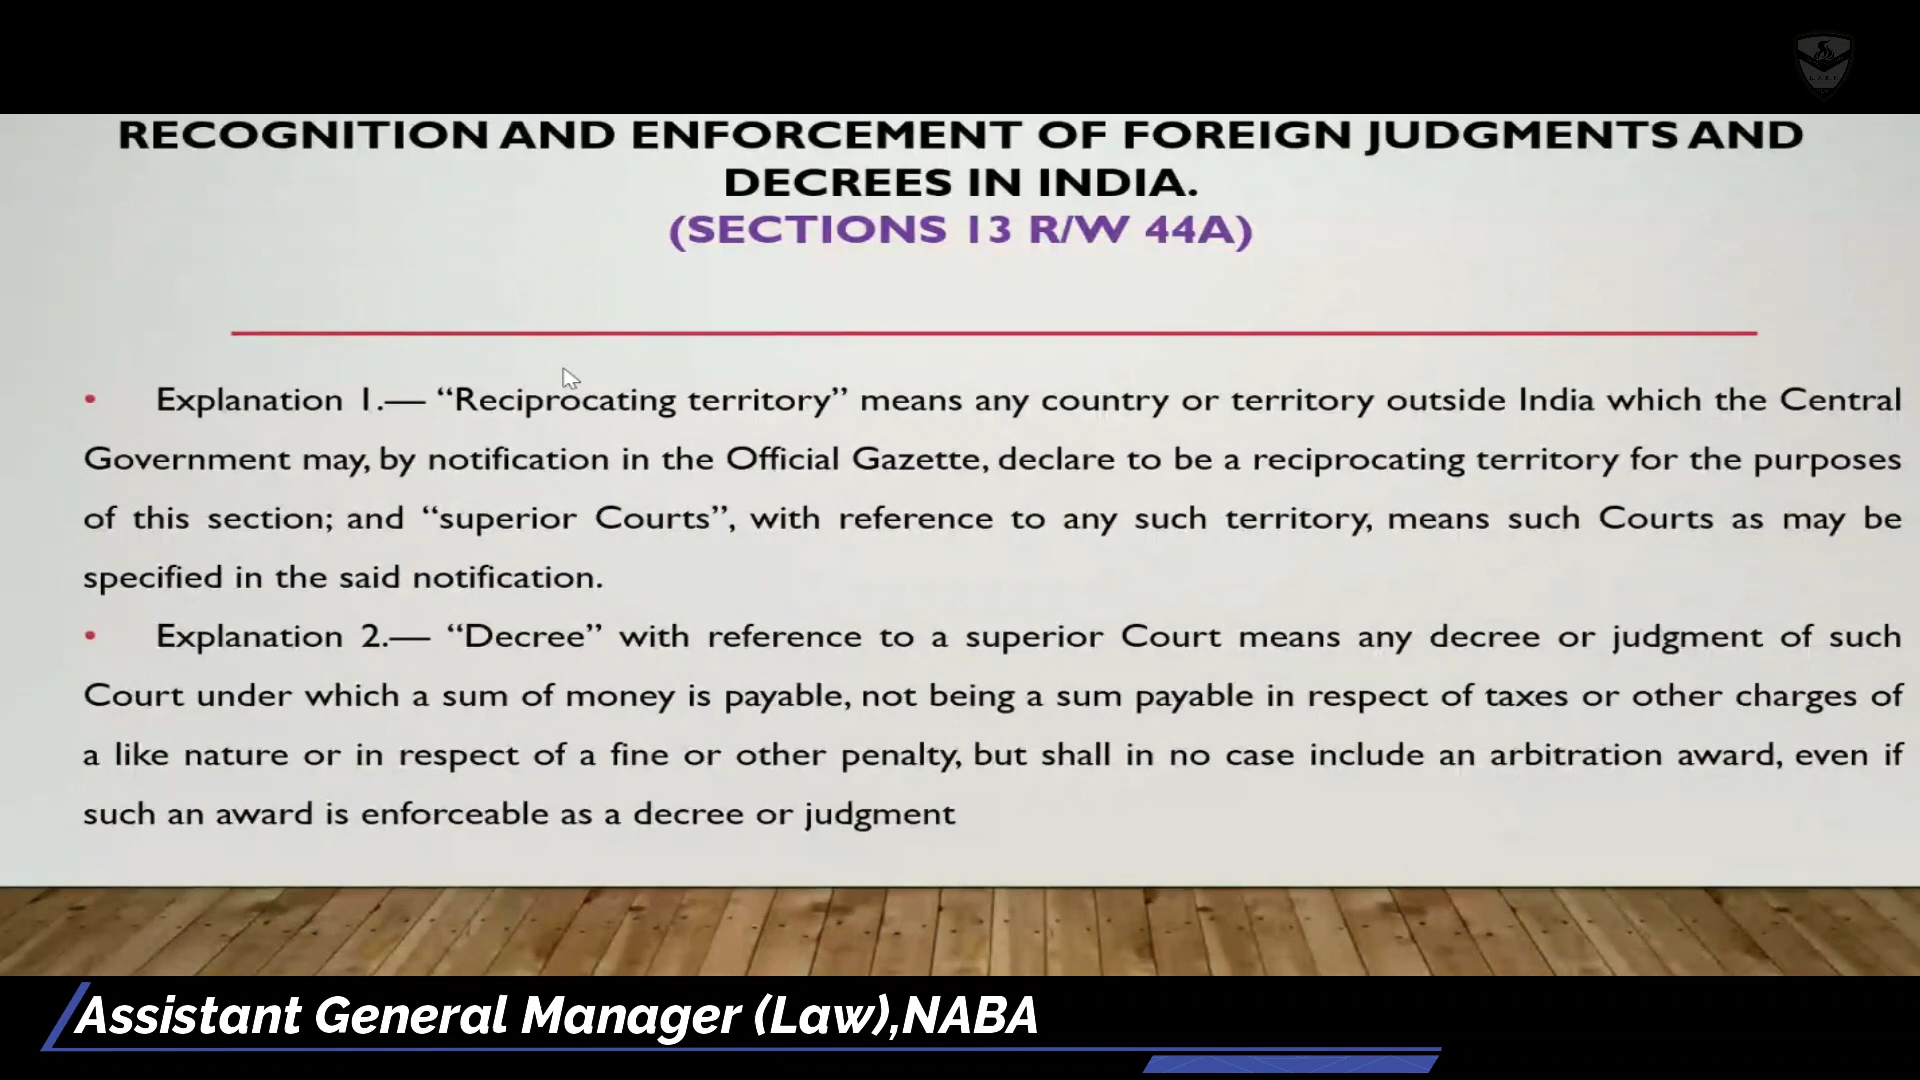 RECOGNITION AND ENFORCEMENT OF FOREIGN JUDGMENTS AND
DECREES IN INDIA.
(SECTIONS 13 R/W 44A)
• Explanation 1.— “Reciprocating territory” means any country or territory outside India which the Central
Government may, by notification in the Official Gazette, declare to be a reciprocating territory for the purposes
of this section; and “superior Courts”, with reference to any such territory, means such Courts as may be
specified in the said notification.
• Explanation 2.— “Decree” with reference to a superior Court means any decree or judgment of such
Court under which a sum of money is payable, not being a sum payable in respect of taxes or other charges of
a like nature or in respect of a fine or other penalty, but shall in no case include an arbitration award, even if
such an award is enforceable as a decree or judgment
Assistant General Manager (Law),NABA